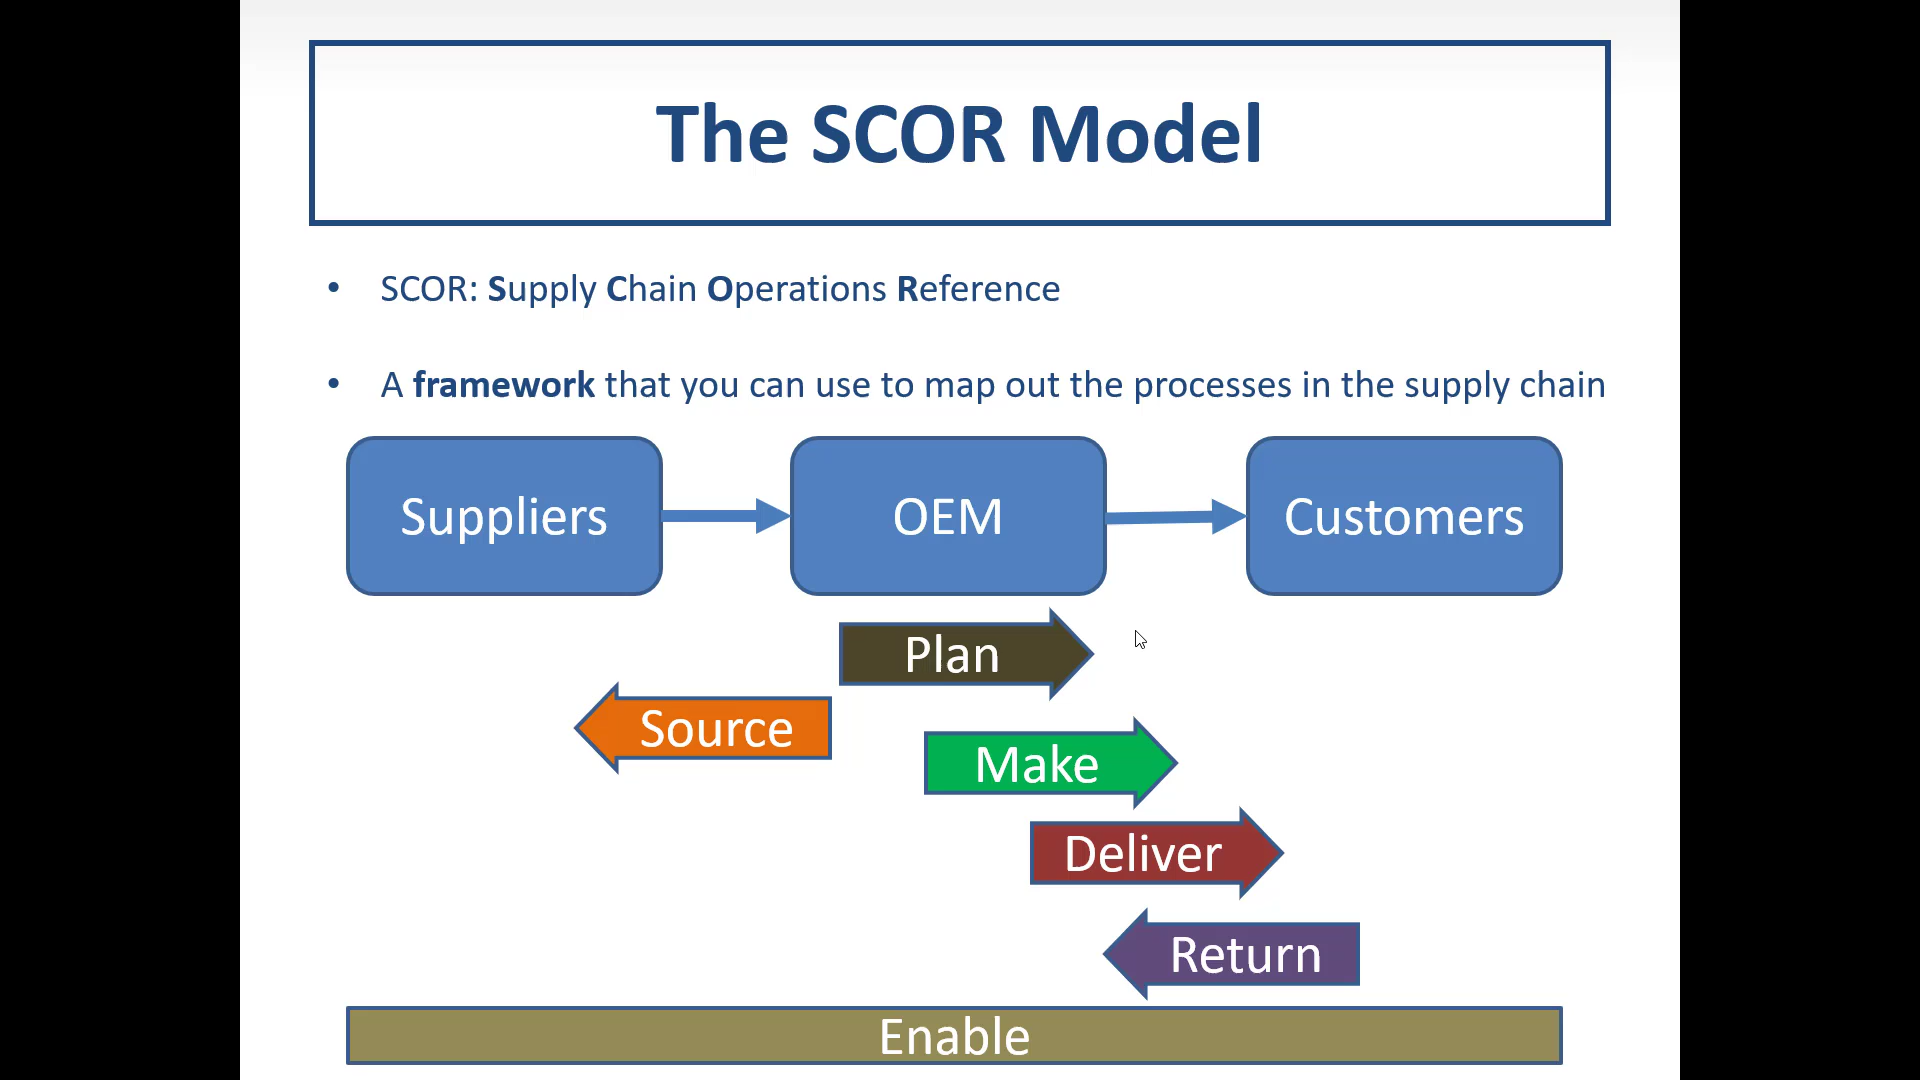 The SCOR Model
• SCOR: Supply Chain Operations Reference
• A framework that you can use to map out the processes in the supply chain
Suppliers
OEM
Customers
Plan
Source
Make
Deliver
Return
Enable